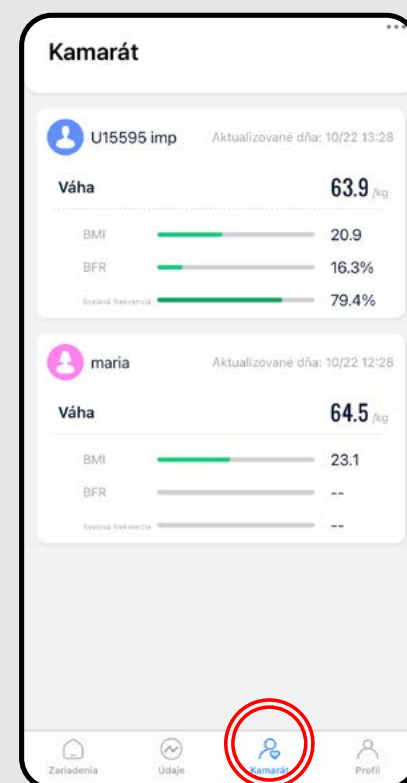 Kamarát
U15595 imp Aktualizované dňa: 10/22 13:28
Váha 63.9 /kg
BMI 20.9
BFR 16.3%
Svalová frekvencia 79.4%
maria Aktualizované dňa: 10/22 12:28
Váha 64.5 /kg
BMI 23.1
BFR --
Svalová frekvencia --
Zariadenia Údaje Kamarát Profil